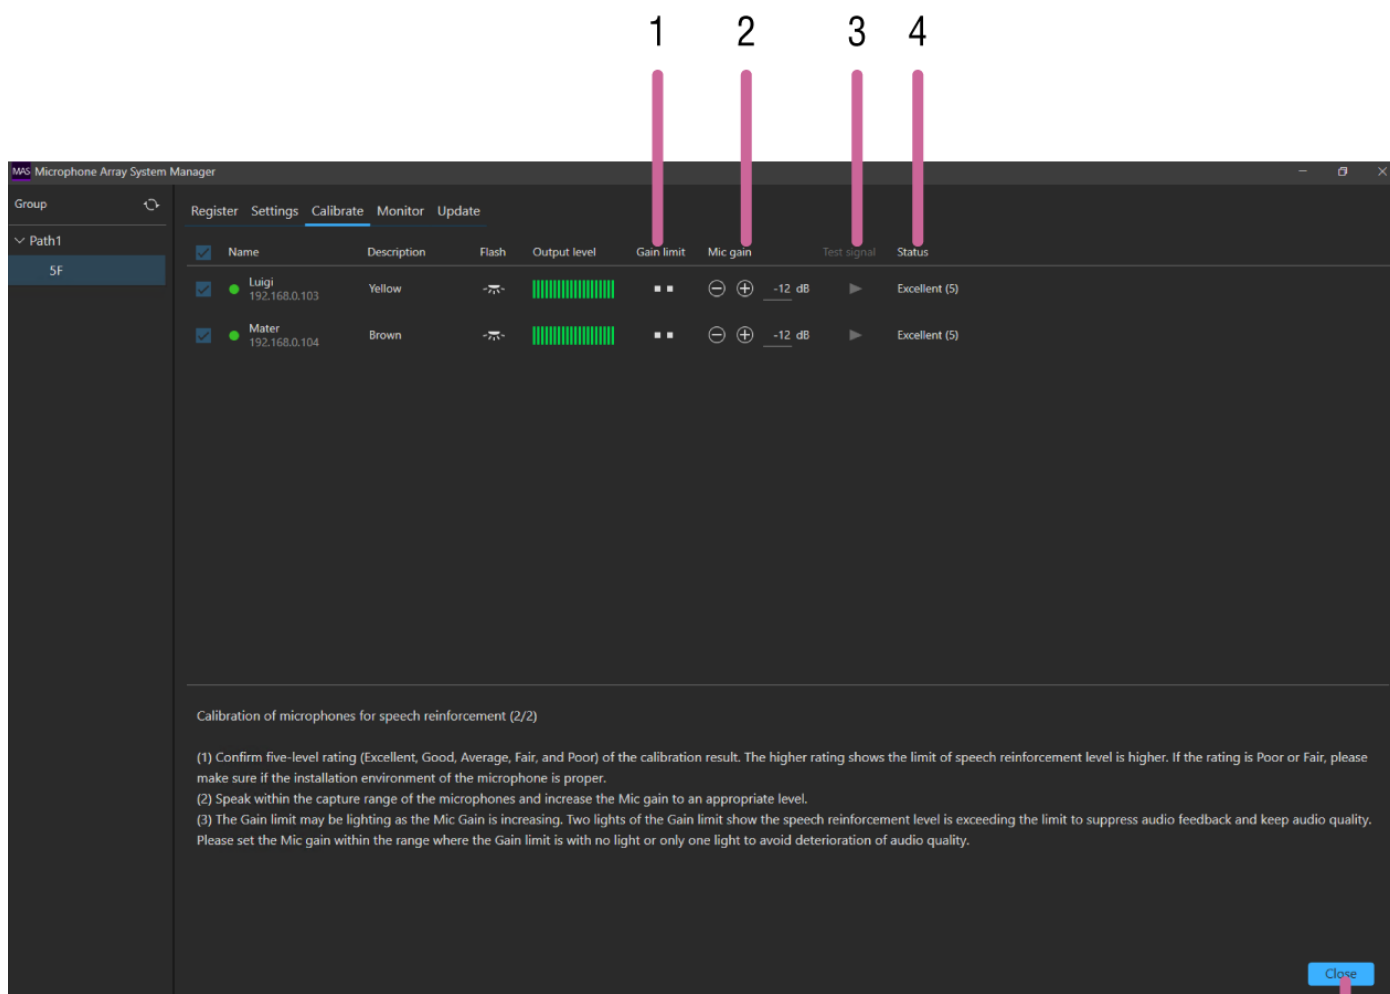 1 2 3 4
MAS Microphone Array System Manager
Group
Register Settings Calibrate Monitor Update
Path1
5F
Name Description Flash Output level Gain limit Mic gain Test signal Status
Luigi
192.168.0.103
Yellow -12 dB Excellent (5)
Mater
192.168.0.104
Brown -12 dB Excellent (5)
Calibration of microphones for speech reinforcement (2/2)
(1) Confirm five-level rating (Excellent, Good, Average, Fair, and Poor) of the calibration result. The higher rating shows the limit of speech reinforcement level is higher. If the rating is Poor or Fair, please
make sure if the installation environment of the microphone is proper.
(2) Speak within the capture range of the microphones and increase the Mic gain to an appropriate level.
(3) The Gain limit may be lighting as the Mic Gain is increasing. Two lights of the Gain limit show the speech reinforcement level is exceeding the limit to suppress audio feedback and keep audio quality.
Please set the Mic gain within the range where the Gain limit is with no light or only one light to avoid deterioration of audio quality.
Close